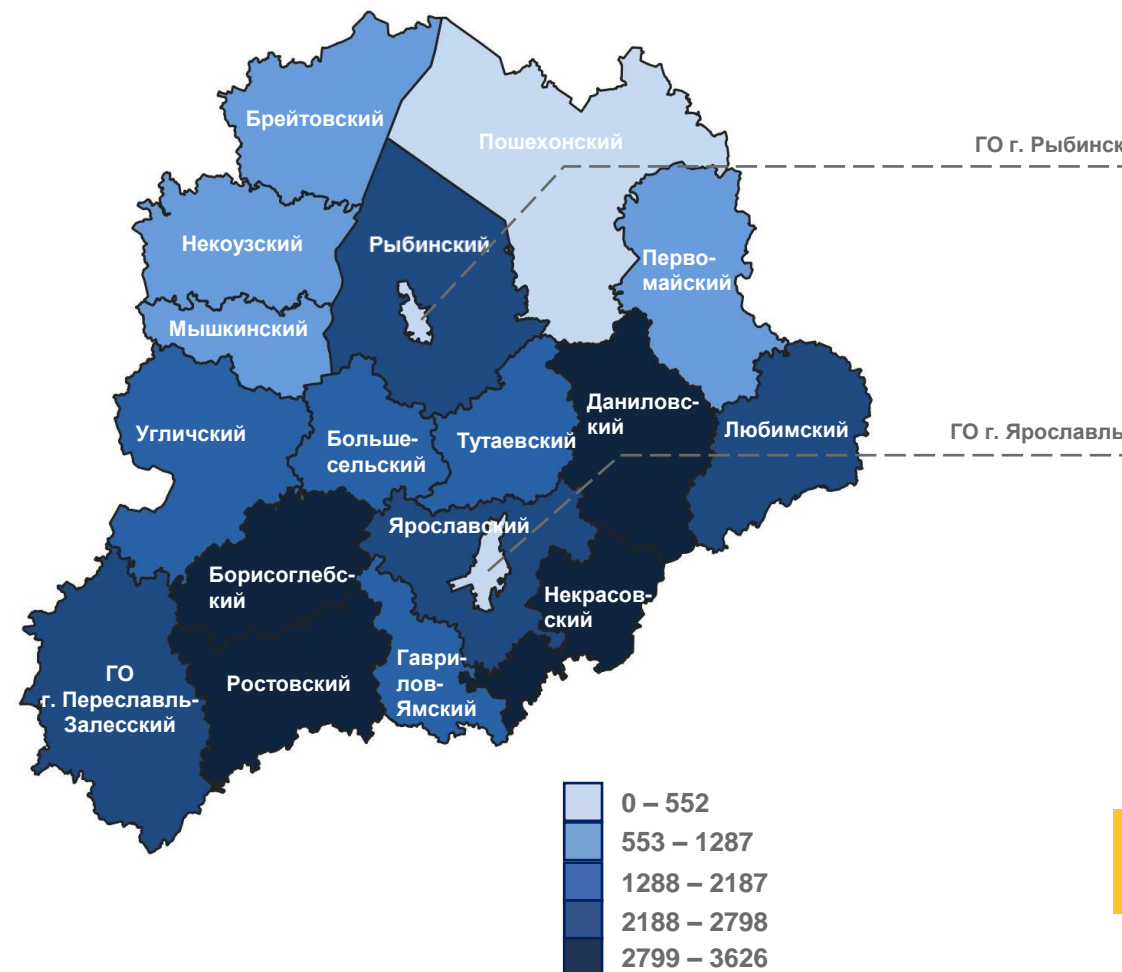 Брейтовский
Пошехонский
ГО г. Рыбинск
Некоузский
Рыбинский
Перво-
майский
Мышкинский
Угличский
Больше-
сельский
Тутаевский
Даниловс-
кий
Любимский
ГО г. Ярославль
Ярославский
Борисоглебс-
кий
Некрасов-
ский
ГО
г. Переславль-
Залесский
Ростовский
Гаври-
лов-
Ямский
0 – 552
553 – 1287
1288 – 2187
2188 – 2798
2799 – 3626